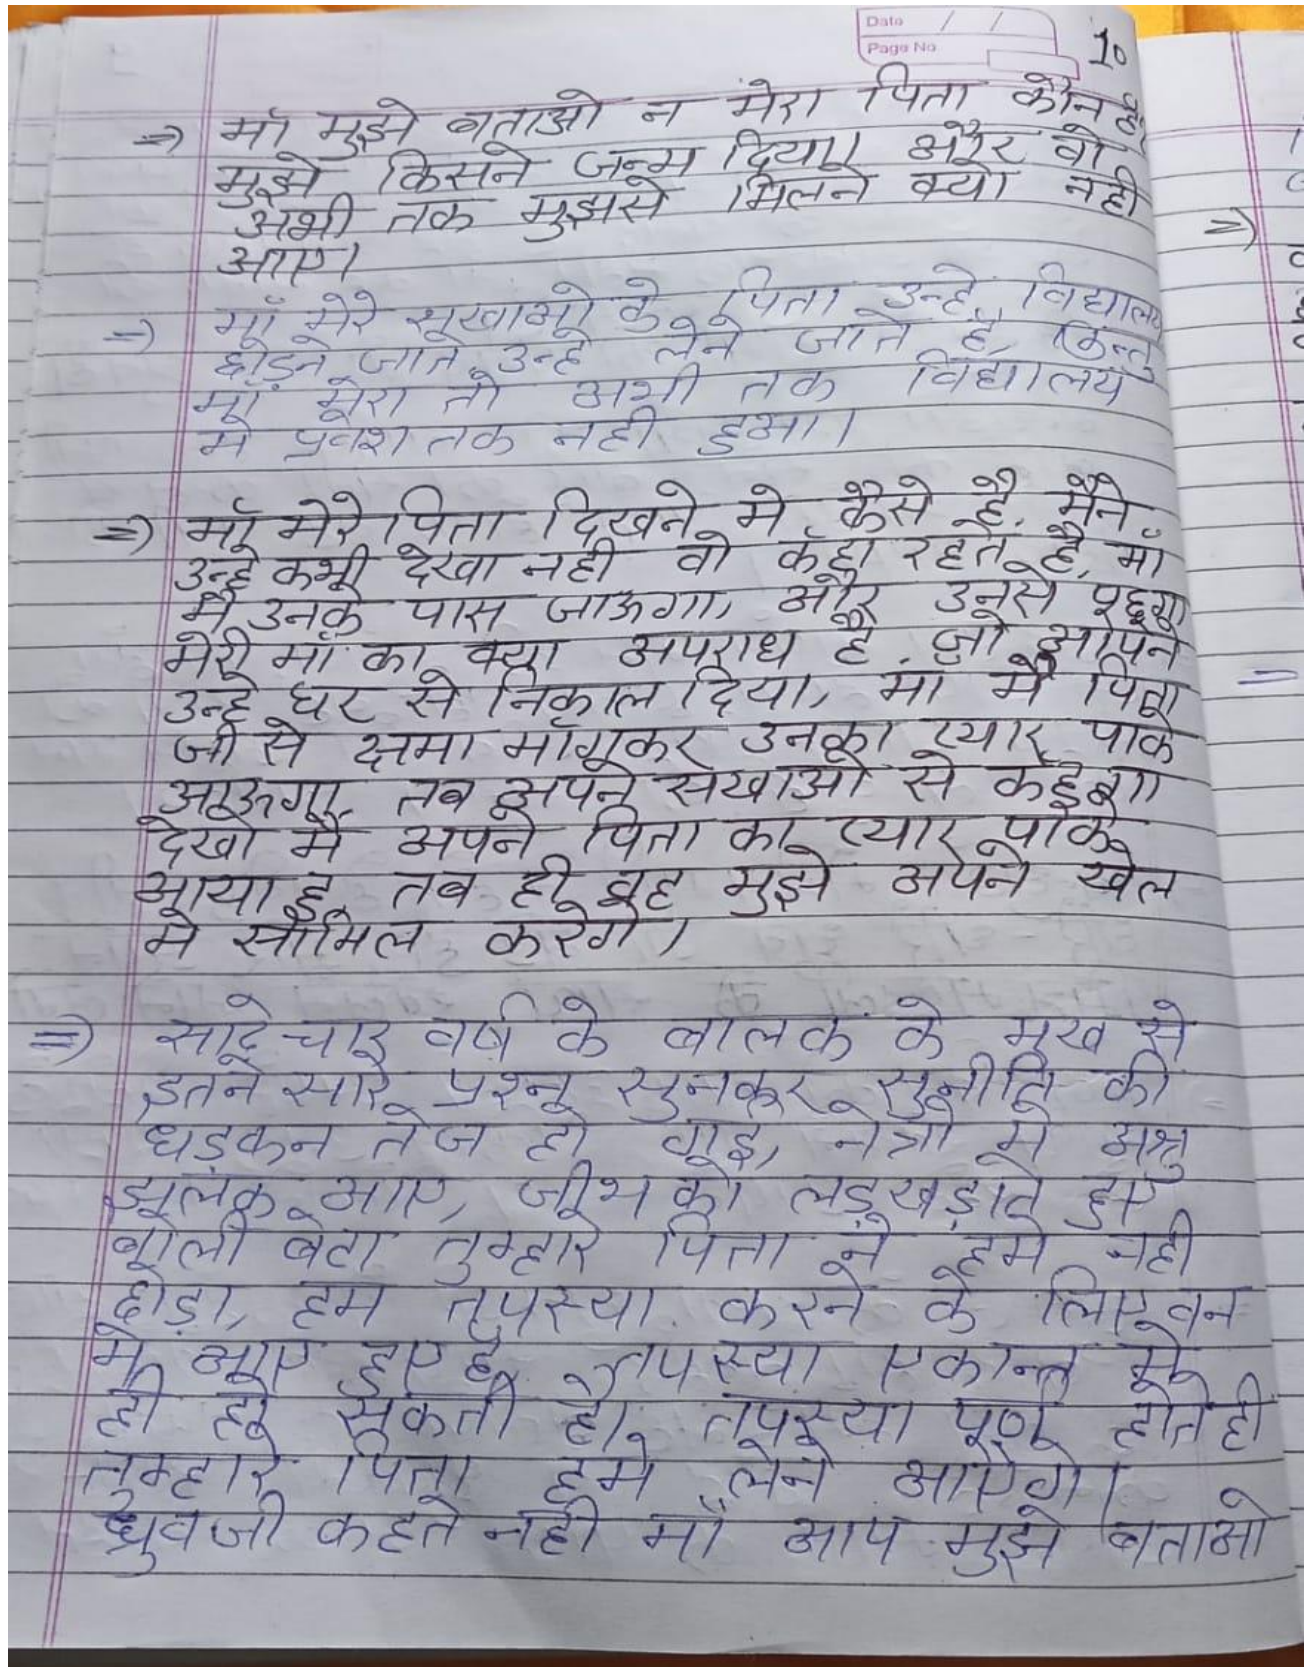 Date / /
Page No
10
⇒ माँ मुझे बताओ न मेरा पिता कौन है
मुझे किसने जन्म दिया। और वो
अभी तक मुझसे मिलने क्यो नही
आए।
⇒ माँ मेरे सखाओ के पिता उन्हे विद्यालय
छोड़ने जाते, उन्हे लेने जाते है, किन्तु
माँ मेरा तो अभी तक विद्यालय
मे प्रवेश तक नही हुआ।
⇒ माँ मेरे पिता दिखने मे कैसे है, मैने
उन्हे कभी देखा नही वो कँहा रहते है, माँ
मै उनके पास जाऊगा, और उनसे पूछूगा
मेरी माँ का क्या अपराध है जो आपने
उन्हे घर से निकाल दिया, मां मै पिता
जी से क्षमा माँगकर उनका प्यार पाके
आऊगा, तब अपने सखाओ से कहूगा
देखो मै अपने पिता का प्यार पाके
आया हू, तब ही वह मुझे अपने खेल
मे सामिल करेगे।
⇒ साढ़े चार वर्ष के बालक के मुख से
इतने सारे प्रश्न सुनकर सुनीति की
धड़कन तेज हो गइ, नेत्रो मे अश्रु
झलक आए, जीभ को लड़खड़ाते हुए
बोली बेटा तुम्हारे पिता ने हमे नही
छोड़ा, हम तपस्या करने के लिए वन
मे आए हुए है, तपस्या एकान्त मे
ही हो सकती है। तपस्या पूर्ण होते ही
तुम्हारे पिता हमे लेने आएगे।
ध्रुव जी कहते नही माँ आप मुझे बताओ